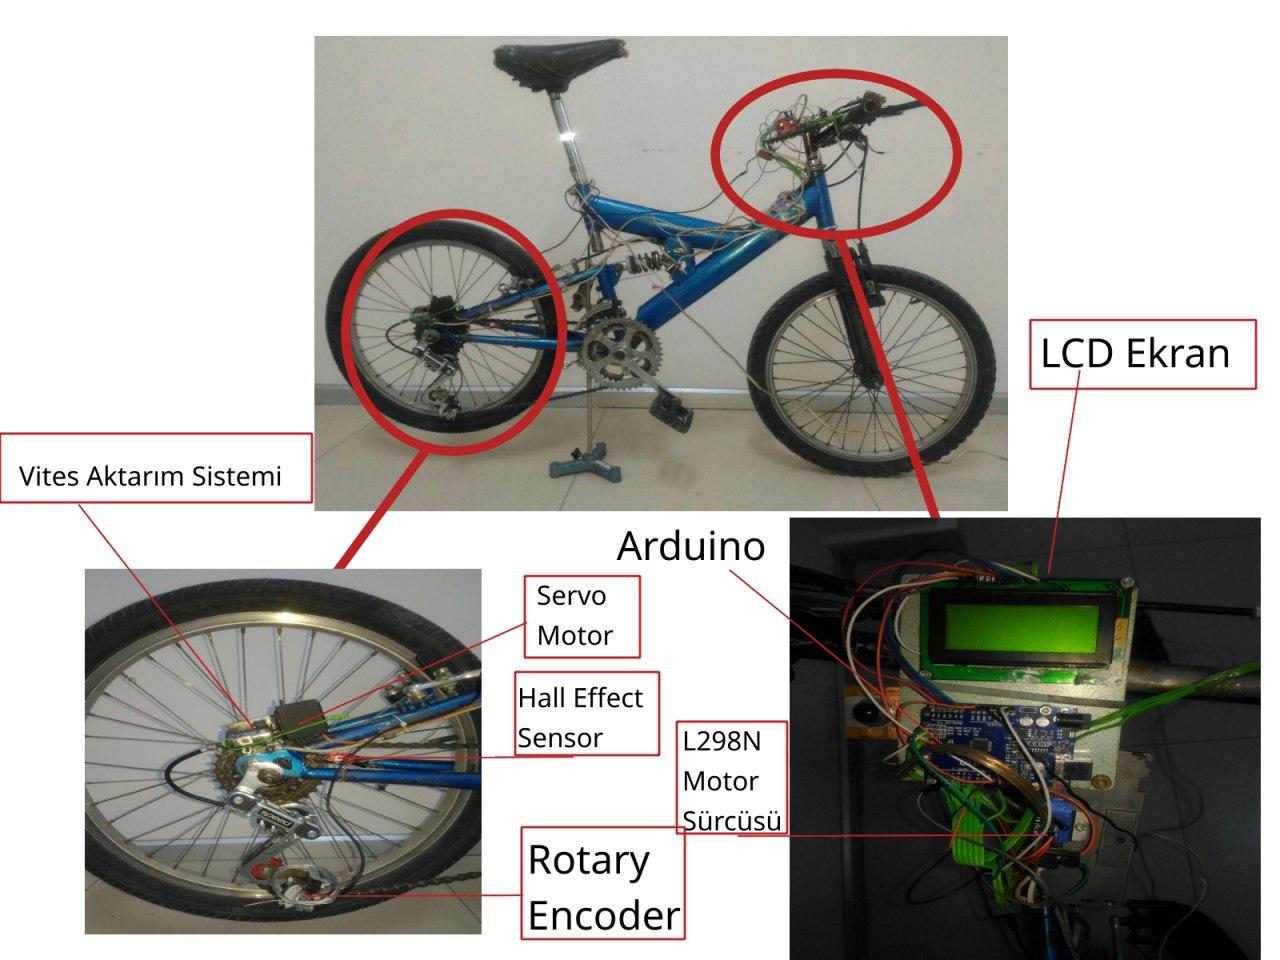 LCD Ekran
Vites Aktarım Sistemi
Arduino
Servo
Motor
Hall Effect
Sensor
L298N
Motor
Sürcüsü
Rotary
Encoder